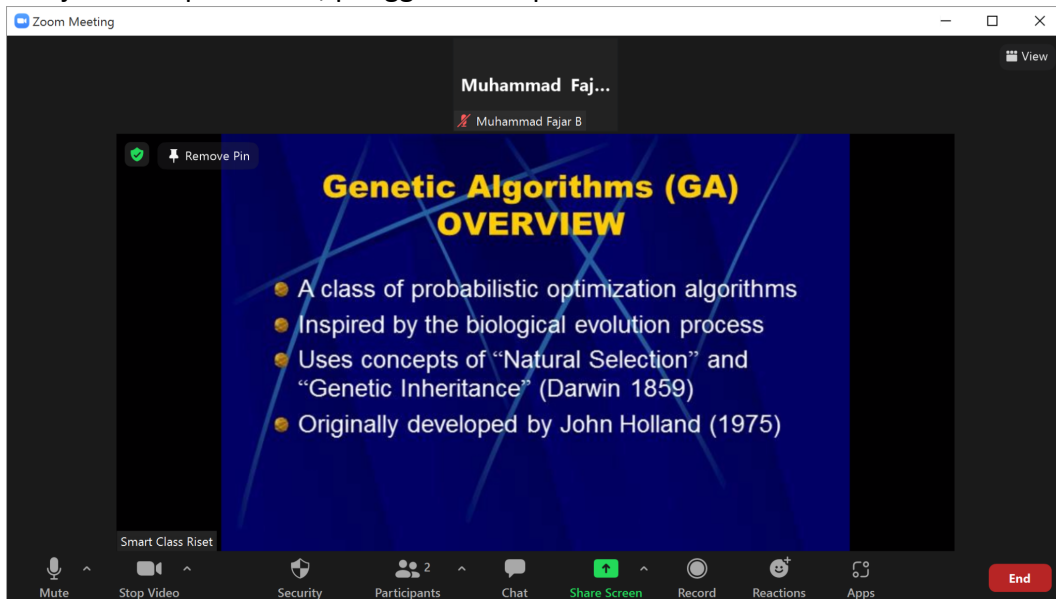 Zoom Meeting
View
Muhammad Faj...
Muhammad Fajar B
Remove Pin
Genetic Algorithms (GA)
OVERVIEW
A class of probabilistic optimization algorithms
Inspired by the biological evolution process
Uses concepts of “Natural Selection” and
“Genetic Inheritance” (Darwin 1859)
Originally developed by John Holland (1975)
Smart Class Riset
2
Mute Stop Video Security Participants Chat Share Screen Record Reactions Apps End